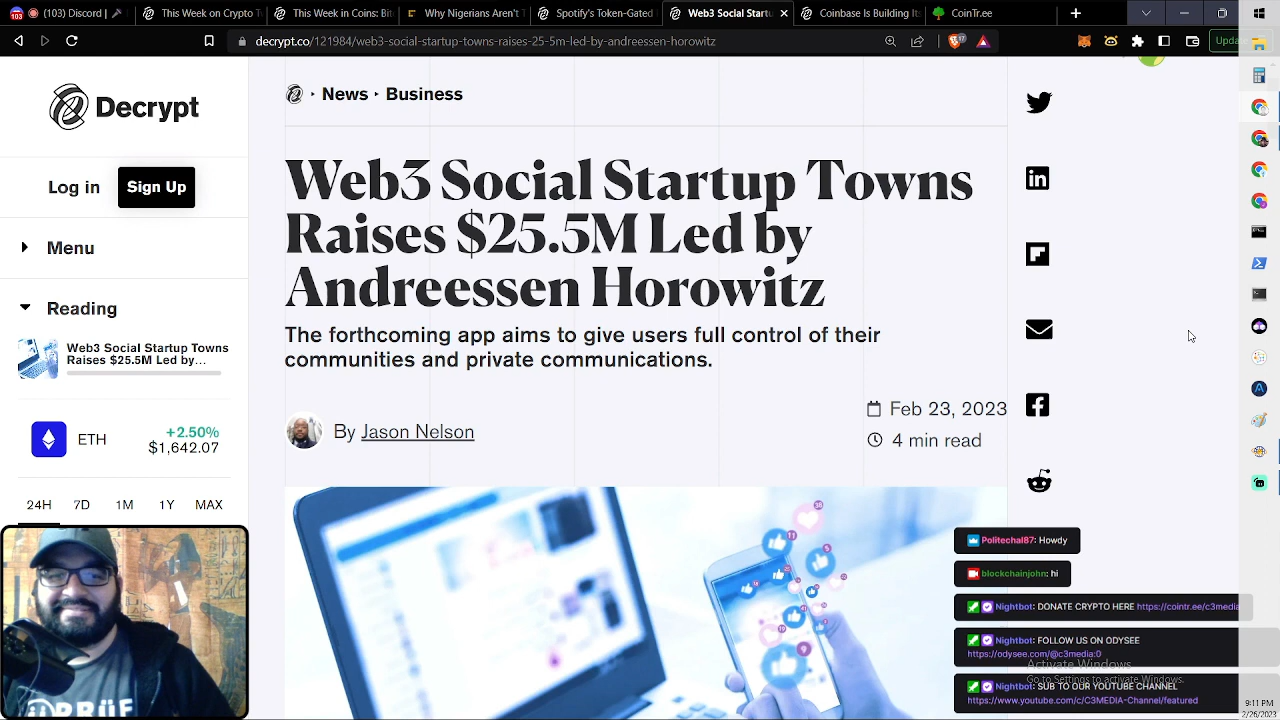 (103) Discord |
This Week on Crypto Tw
This Week in Coins: Bit
Why Nigerians Aren't T
Spotify's Token-Gated
Web3 Social Startu
Coinbase Is Building Its
CoinTr.ee
decrypt.co/121984/web3-social-startup-towns-raises-25-5m-led-by-andreessen-horowitz
Upda
Decrypt
Log in
Sign Up
Menu
Reading
Web3 Social Startup Towns
Raises $25.5M Led by...
ETH
+2.50%
$1,642.07
24H 7D 1M 1Y MAX
News
Business
Web3 Social Startup Towns
Raises $25.5M Led by
Andreessen Horowitz
The forthcoming app aims to give users full control of their
communities and private communications.
By Jason Nelson
Feb 23, 2023
4 min read
Politechal87: Howdy
blockchainjohn: hi
Nightbot: DONATE CRYPTO HERE https://cointr.ee/c3media
Nightbot: FOLLOW US ON ODYSEE
https://odysee.com/@c3media:0
Activate Windows
Go to Settings to activate Windows.
Nightbot: SUB TO OUR YOUTUBE CHANNEL
https://www.youtube.com/c/C3MEDIA-Channel/featured
9:11 PM
2/26/2023